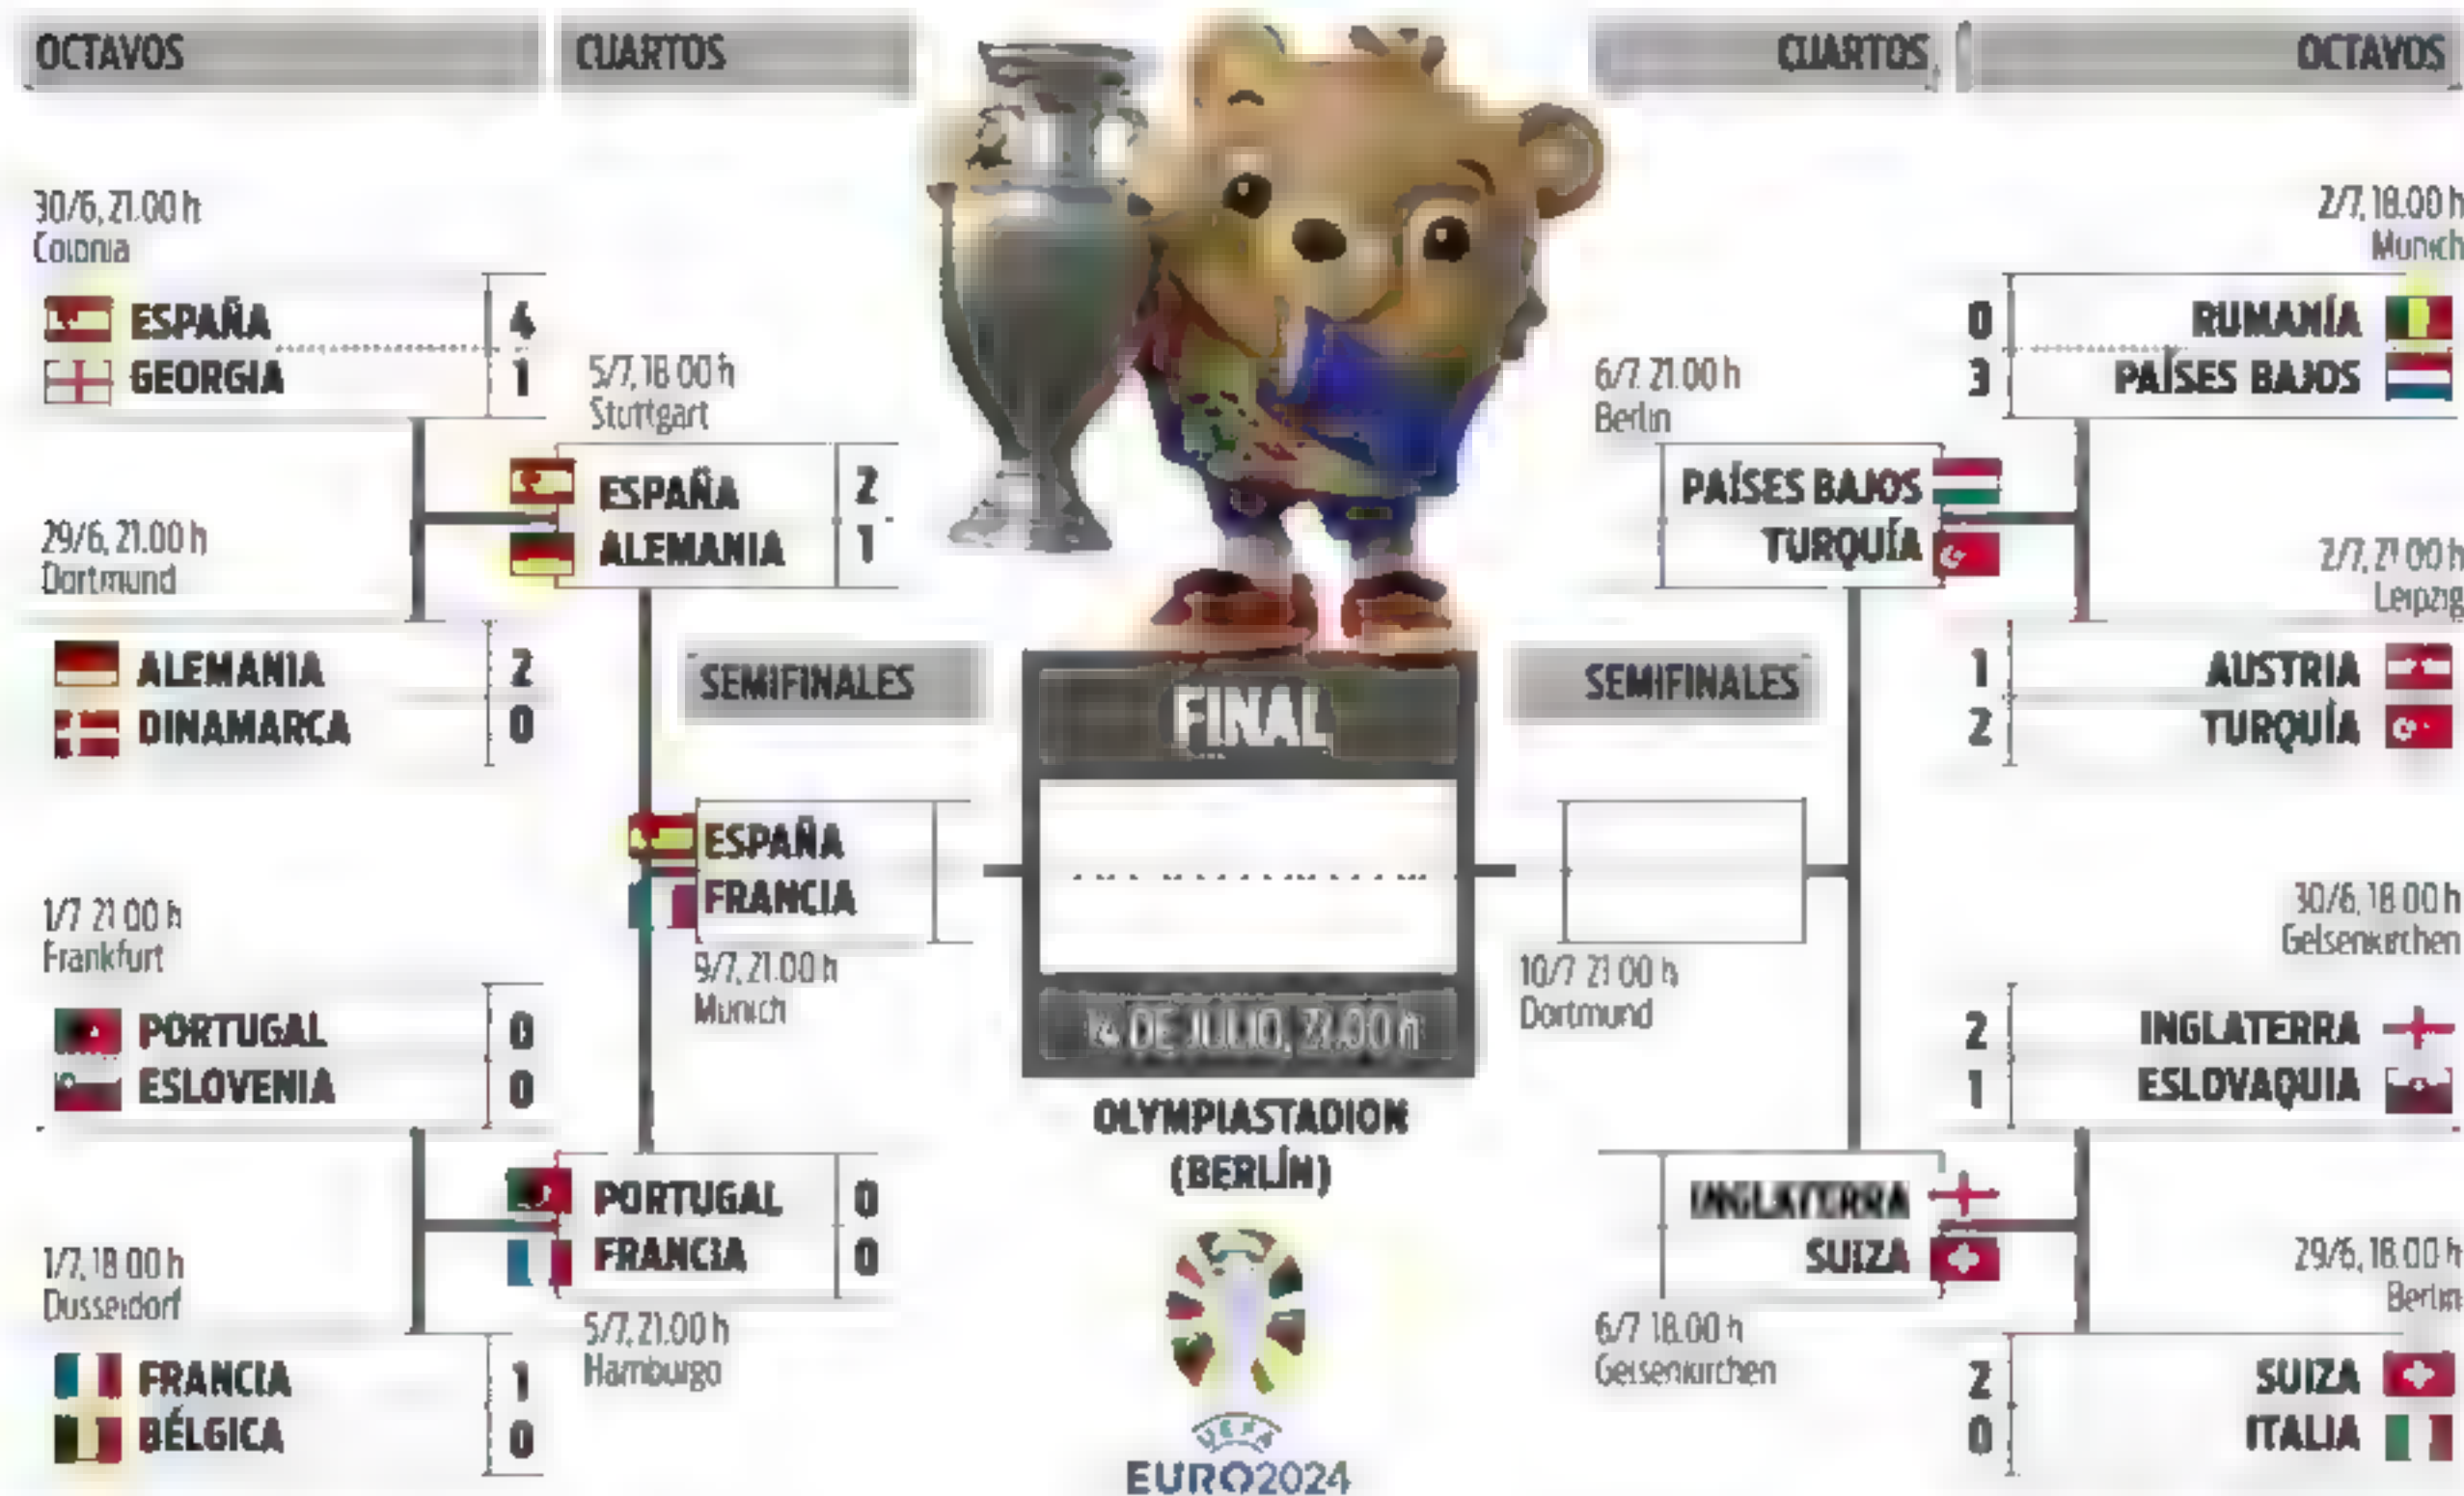 OCTAVOS
CUARTOS
CUARTOS
OCTAVOS
30/6, 21.00 h
Colonia
ESPAÑA 4
GEORGIA 1
5/7, 18.00 h
Stuttgart
ESPAÑA 2
ALEMANIA 1
29/6, 21.00 h
Dortmund
ALEMANIA 2
DINAMARCA 0
SEMIFINALES
ESPAÑA
FRANCIA
9/7, 21.00 h
Munich
1/7 21.00 h
Frankfurt
PORTUGAL 0
ESLOVENIA 0
PORTUGAL 0
FRANCIA 0
5/7, 21.00 h
Hamburgo
1/7, 18.00 h
Dusseldorf
FRANCIA 1
BÉLGICA 0
FINAL
14 DE JULIO, 21.00 h
OLYMPIASTADION
(BERLÍN)
UEFA
EURO2024
2/7, 18.00 h
Munich
0 RUMANÍA
3 PAÍSES BAJOS
6/7 21.00 h
Berlin
PAÍSES BAJOS
TURQUÍA
2/7, 21.00 h
Leipzig
1 AUSTRIA
2 TURQUÍA
SEMIFINALES
10/7 21.00 h
Dortmund
30/6, 18.00 h
Gelsenkirchen
2 INGLATERRA
1 ESLOVAQUIA
INGLATERRA
SUIZA
6/7 18.00 h
Gelsenkirchen
29/6, 18.00 h
Berlin
2 SUIZA
0 ITALIA